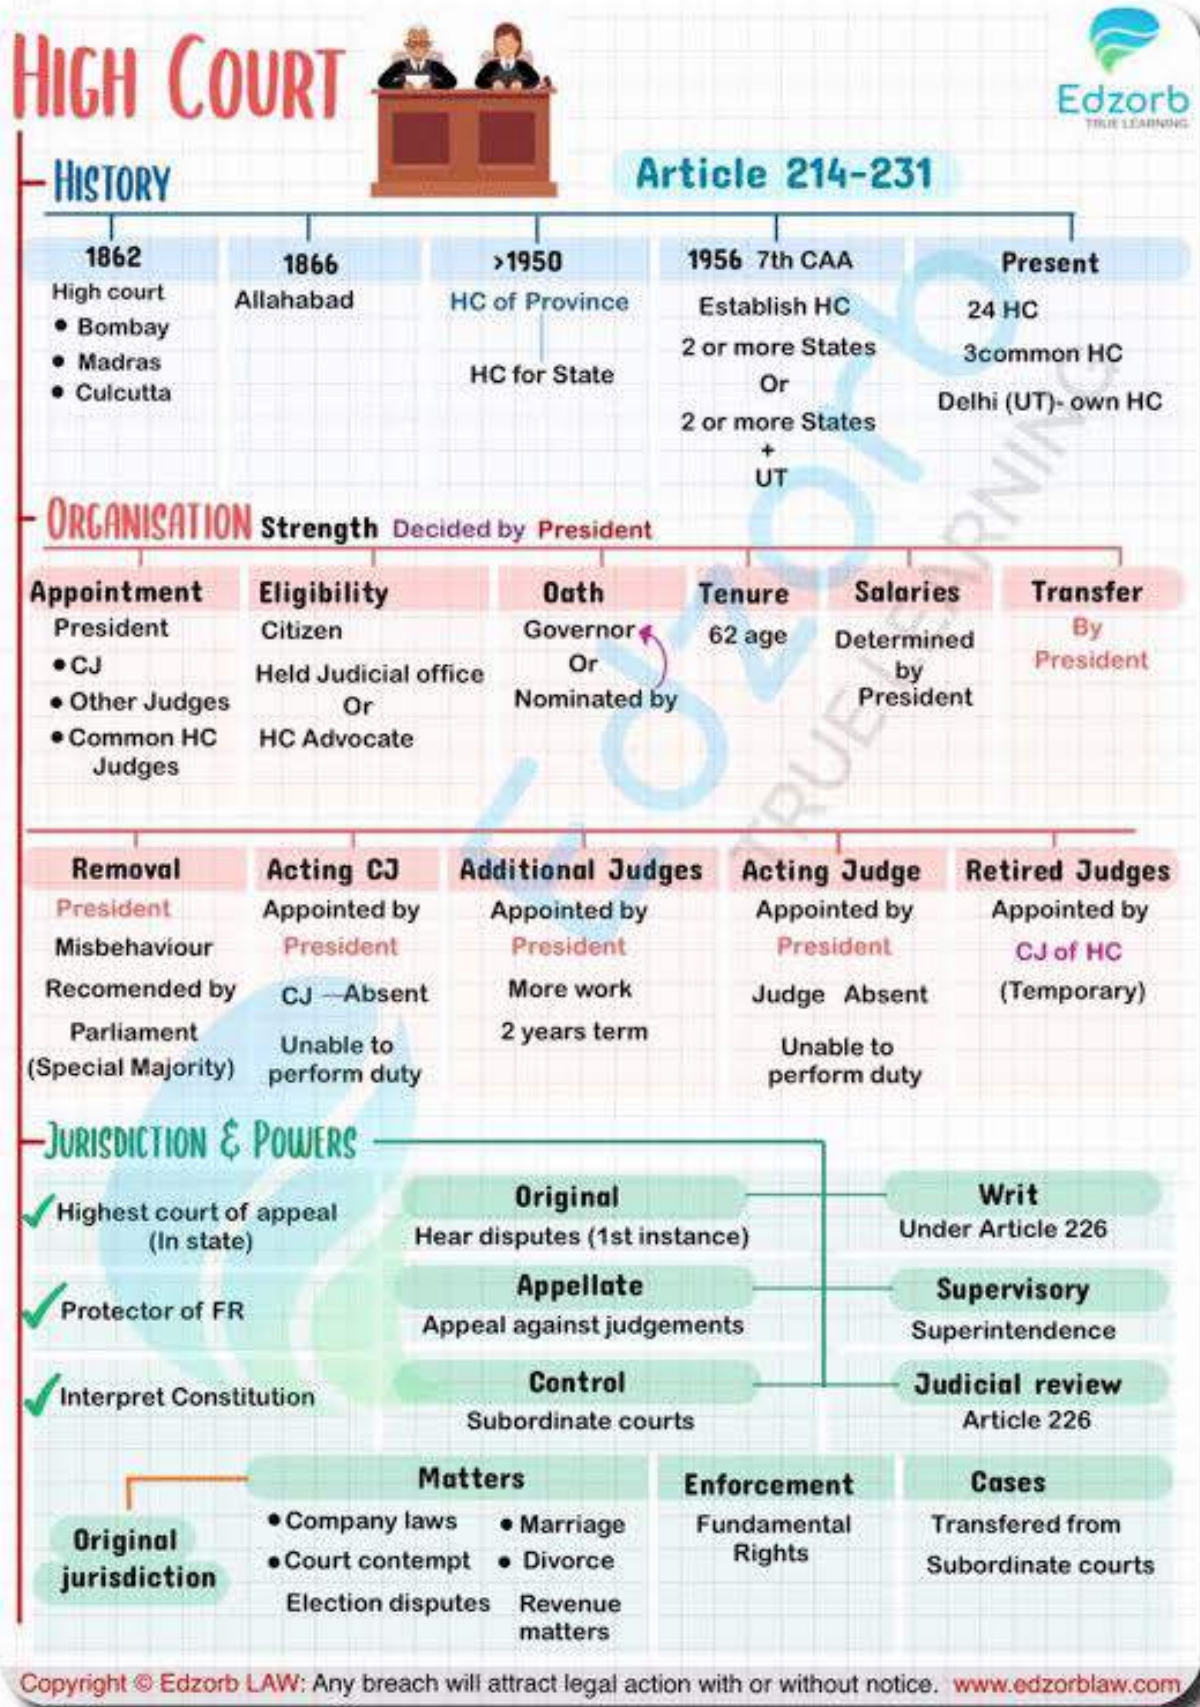 HIGH COURT
Edzorb
TRUE LEARNING
HISTORY
Article 214-231
1862
High court
• Bombay
• Madras
• Culcutta
1866
Allahabad
>1950
HC of Province
HC for State
1956 7th CAA
Establish HC
2 or more States
Or
2 or more States
+
UT
Present
24 HC
3common HC
Delhi (UT)- own HC
ORGANISATION Strength Decided by President
Appointment
President
• CJ
• Other Judges
• Common HC
Judges
Eligibility
Citizen
Held Judicial office
Or
HC Advocate
Oath
Governor
Or
Nominated by
Tenure
62 age
Salaries
Determined
by
President
Transfer
By
President
Removal
President
Misbehaviour
Recomended by
Parliament
(Special Majority)
Acting CJ
Appointed by
President
CJ — Absent
Unable to
perform duty
Additional Judges
Appointed by
President
More work
2 years term
Acting Judge
Appointed by
President
Judge Absent
Unable to
perform duty
Retired Judges
Appointed by
CJ of HC
(Temporary)
Edzorb
TRUE LEARNING
JURISDICTION & POWERS
Highest court of appeal
(In state)
Protector of FR
Interpret Constitution
Original
Hear disputes (1st instance)
Appellate
Appeal against judgements
Control
Subordinate courts
Writ
Under Article 226
Supervisory
Superintendence
Judicial review
Article 226
Original
jurisdiction
Matters
• Company laws
• Court contempt
Election disputes
• Marriage
• Divorce
Revenue
matters
Enforcement
Fundamental
Rights
Cases
Transfered from
Subordinate courts
Copyright © Edzorb LAW: Any breach will attract legal action with or without notice. www.edzorblaw.com